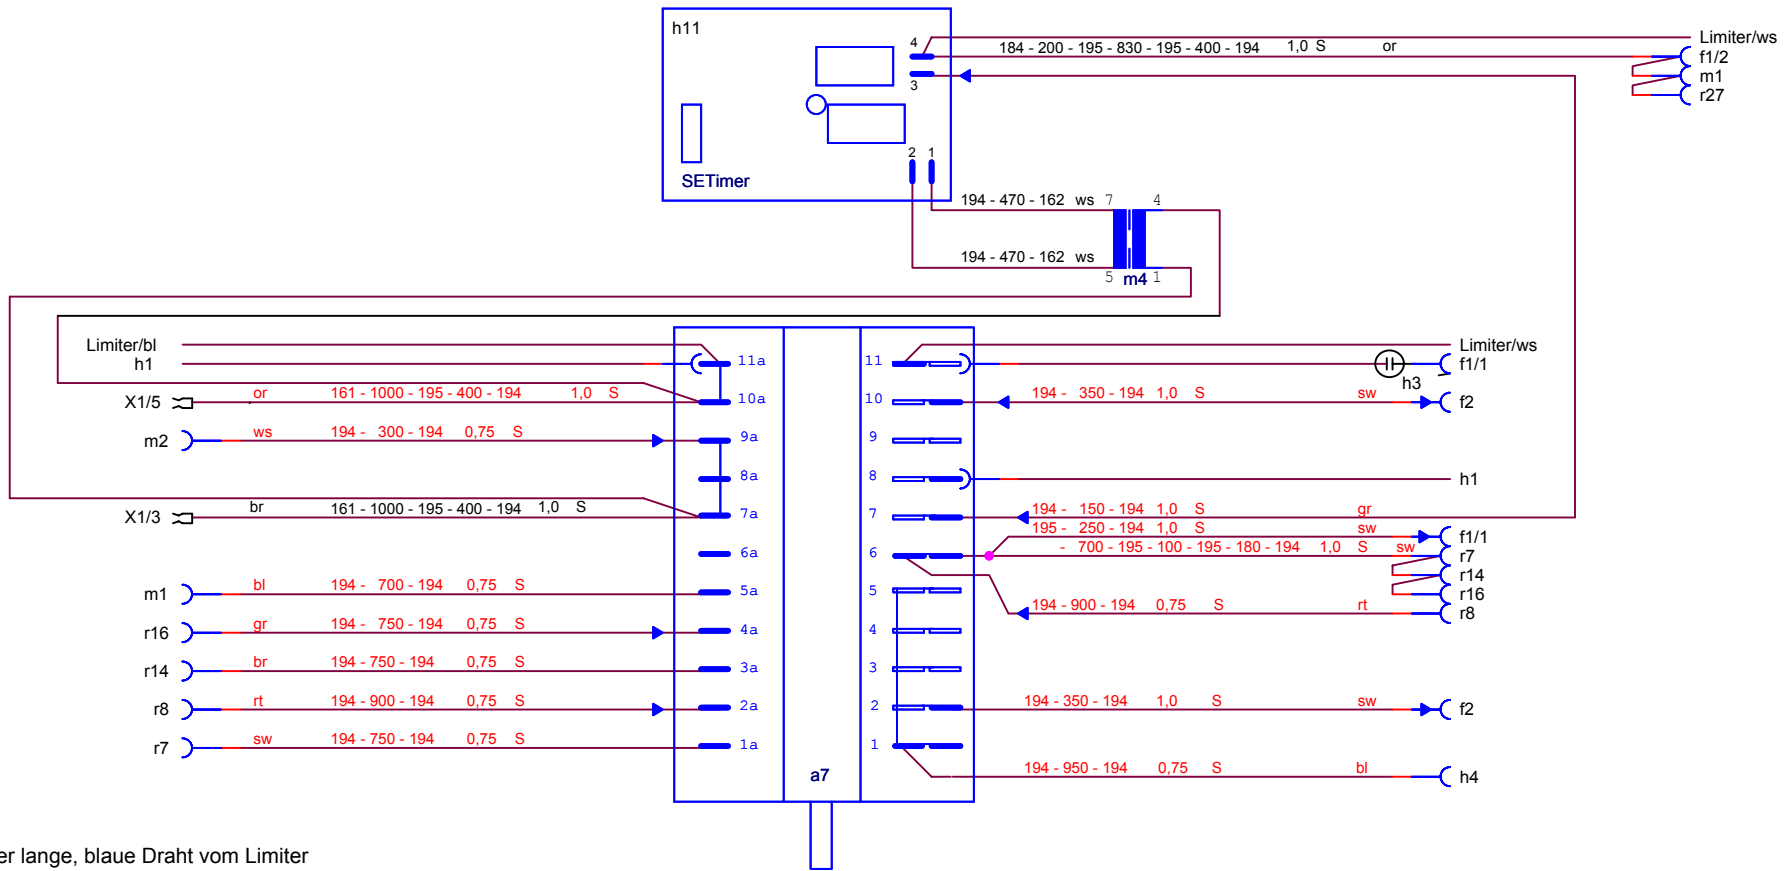 h11
4
3
2 1
SETimer
184 - 200 - 195 - 830 - 195 - 400 - 194 1,0 S or
Limiter/ws
f1/2
m1
r27
194 - 470 - 162 ws 7 4
194 - 470 - 162 ws
5 m4 1
Limiter/bl
h1
X1/5 or 161 - 1000 - 195 - 400 - 194 1,0 S
m2 ws 194 - 300 - 194 0,75 S
X1/3 br 161 - 1000 - 195 - 400 - 194 1,0 S
m1 bl 194 - 700 - 194 0,75 S
r16 gr 194 - 750 - 194 0,75 S
r14 br 194 - 750 - 194 0,75 S
r8 rt 194 - 900 - 194 0,75 S
r7 sw 194 - 750 - 194 0,75 S
11a
10a
9a
8a
7a
6a
5a
4a
3a
2a
1a
a7
11
10
9
8
7
6
5
4
3
2
1
Limiter/ws
h3 f1/1
194 - 350 - 194 1,0 S sw f2
h1
194 - 150 - 194 1,0 S gr
195 - 250 - 194 1,0 S sw f1/1
- 700 - 195 - 100 - 195 - 180 - 194 1,0 S sw r7
r14
r16
194 - 900 - 194 0,75 S rt r8
194 - 350 - 194 1,0 S sw f2
194 - 950 - 194 0,75 S bl h4
er lange, blaue Draht vom Limiter